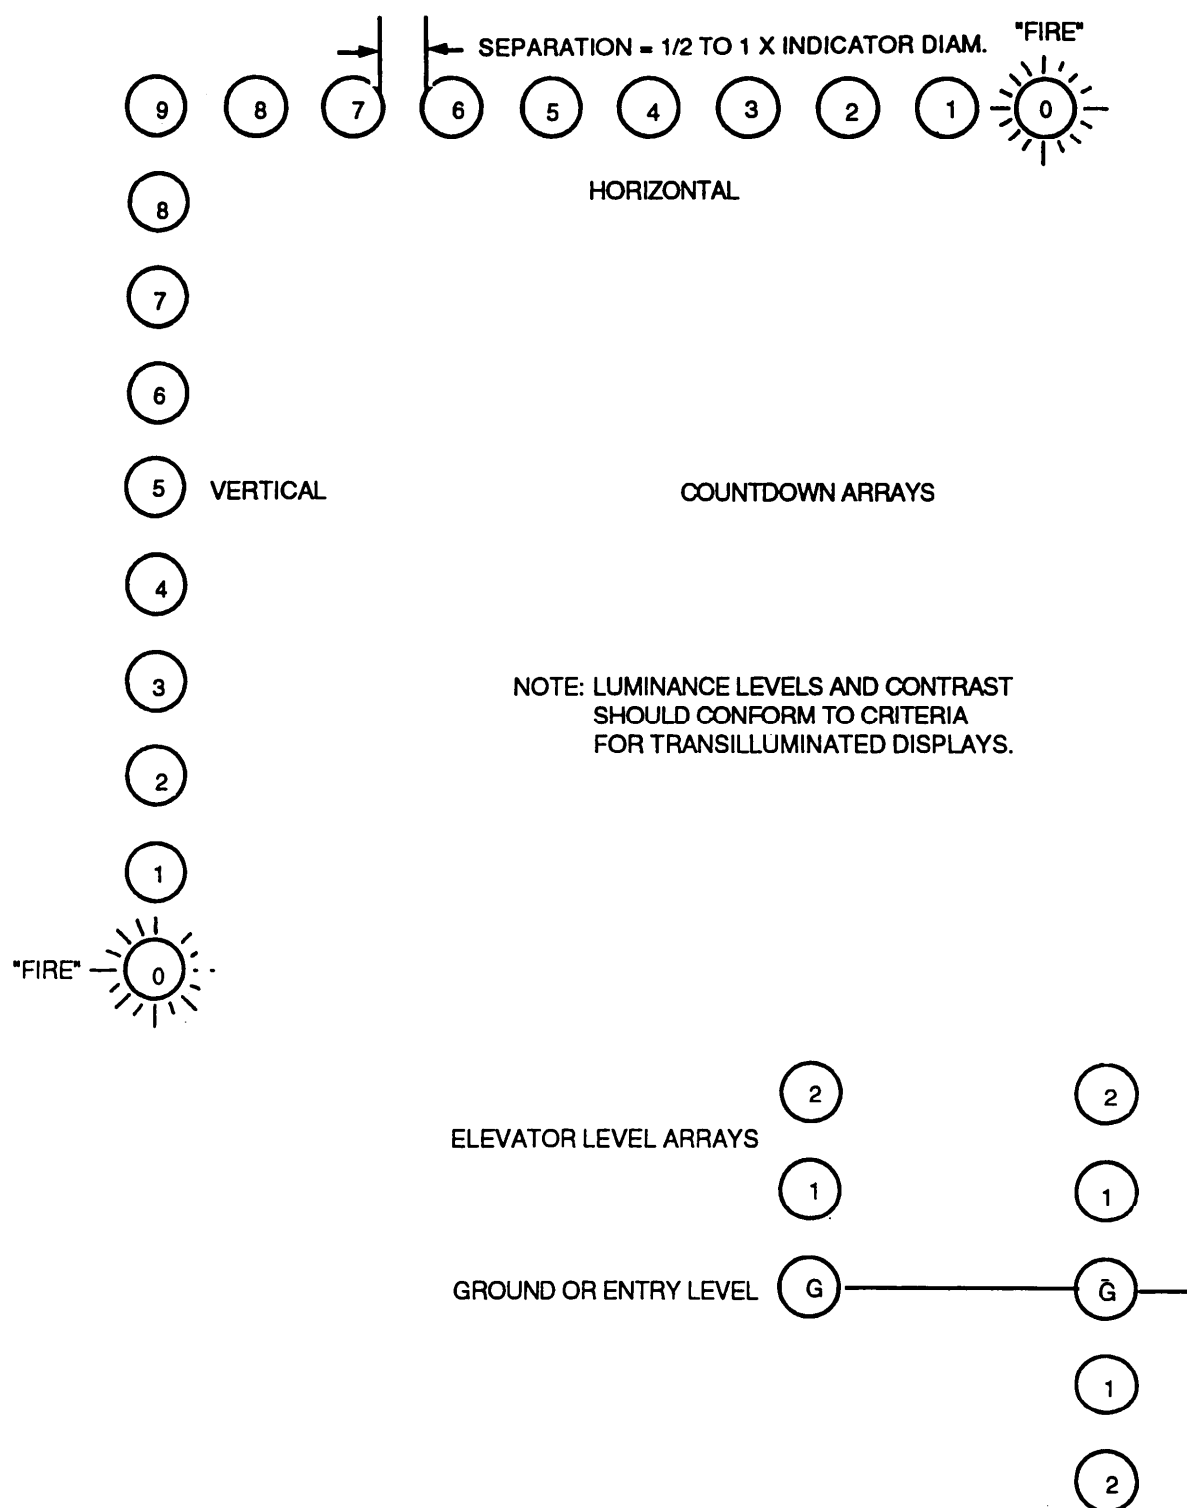 "FIRE"
SEPARATION = 1/2 TO 1 X INDICATOR DIAM.
9 8 7 6 5 4 3 2 1 0
HORIZONTAL
8
7
6
5 VERTICAL COUNTDOWN ARRAYS
4
3
NOTE: LUMINANCE LEVELS AND CONTRAST
SHOULD CONFORM TO CRITERIA
FOR TRANSILLUMINATED DISPLAYS.
2
1
"FIRE" 0
2 2
ELEVATOR LEVEL ARRAYS
1 1
GROUND OR ENTRY LEVEL G G
1
2